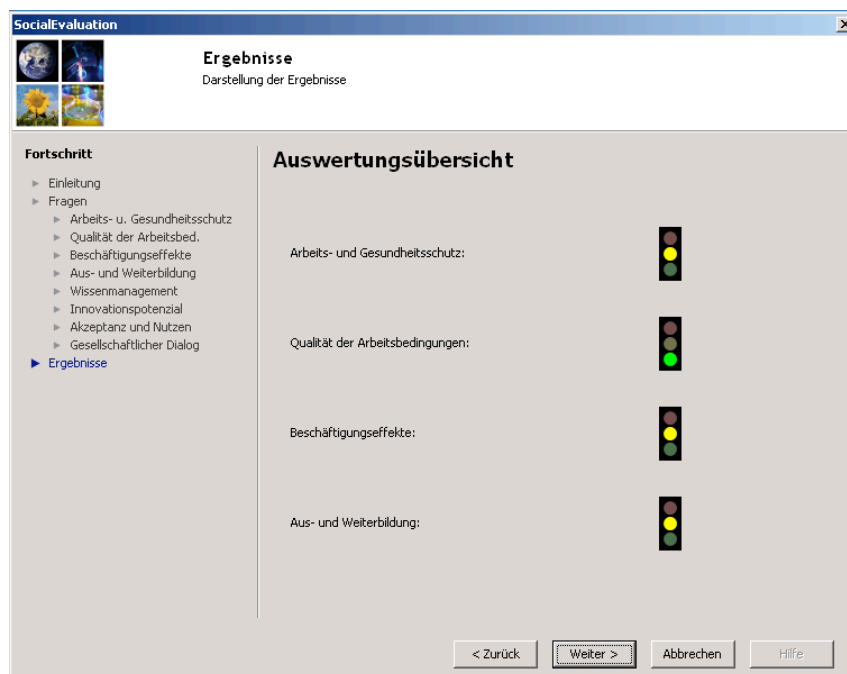 SocialEvaluation
Ergebnisse
Darstellung der Ergebnisse
Fortschritt
Einleitung
Fragen
Arbeits- u. Gesundheitsschutz
Qualität der Arbeitsbed.
Beschäftigungseffekte
Aus- und Weiterbildung
Wissenmanagement
Innovationspotenzial
Akzeptanz und Nutzen
Gesellschaftlicher Dialog
Ergebnisse
Auswertungsübersicht
Arbeits- und Gesundheitsschutz:
Qualität der Arbeitsbedingungen:
Beschäftigungseffekte:
Aus- und Weiterbildung:
< Zurück
Weiter >
Abbrechen
Hilfe